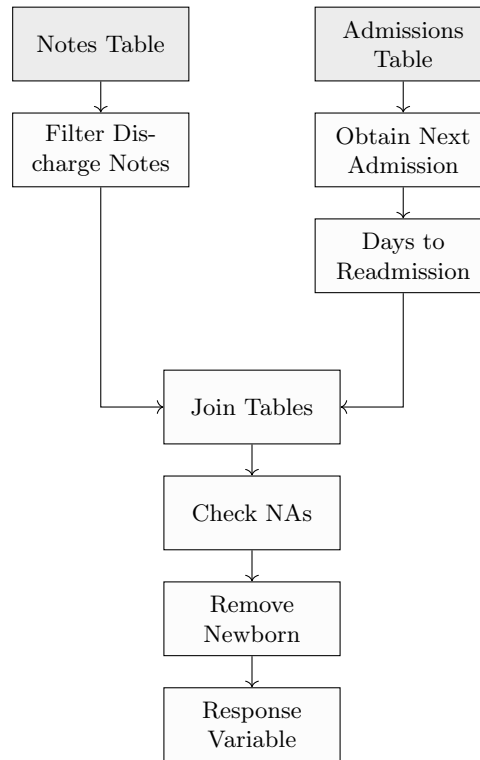 Notes Table
Admissions
Table
Filter Dis-
charge Notes
Obtain Next
Admission
Days to
Readmission
Join Tables
Check NAs
Remove
Newborn
Response
Variable